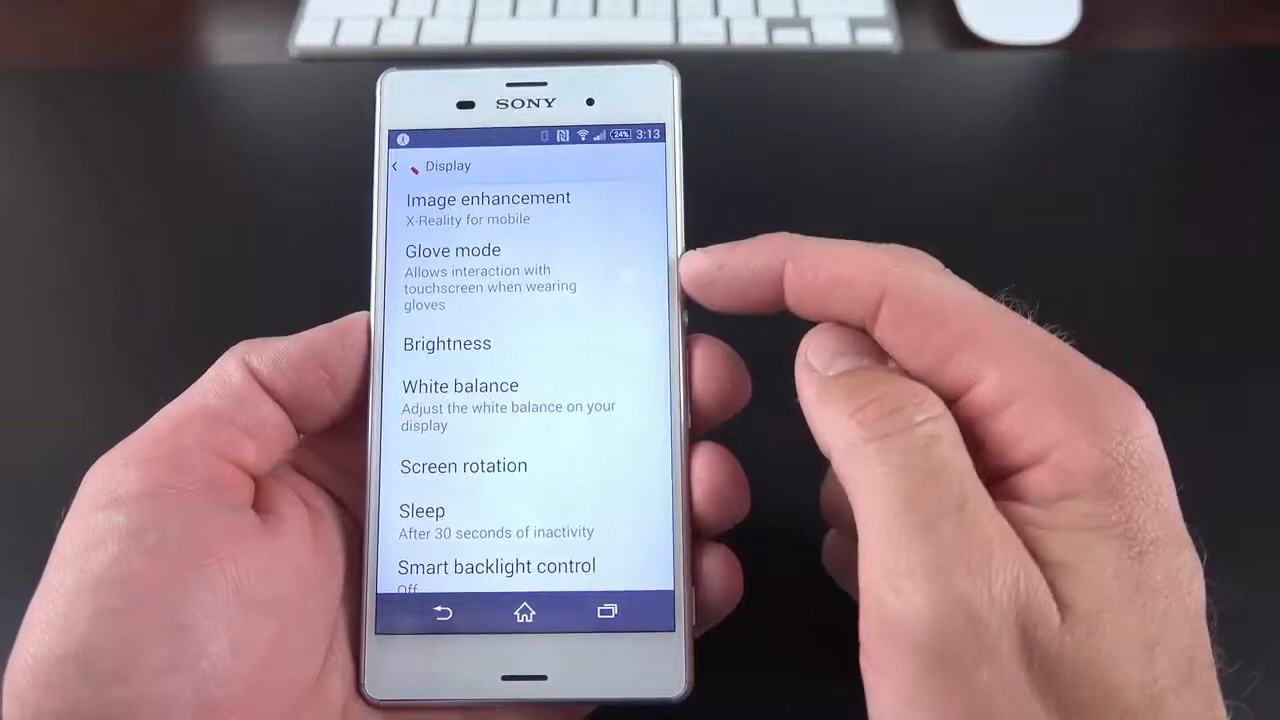 SONY
24% 3:13
Display
Image enhancement
X-Reality for mobile
Glove mode
Allows interaction with
touchscreen when wearing
gloves
Brightness
White balance
Adjust the white balance on your
display
Screen rotation
Sleep
After 30 seconds of inactivity
Smart backlight control
Off